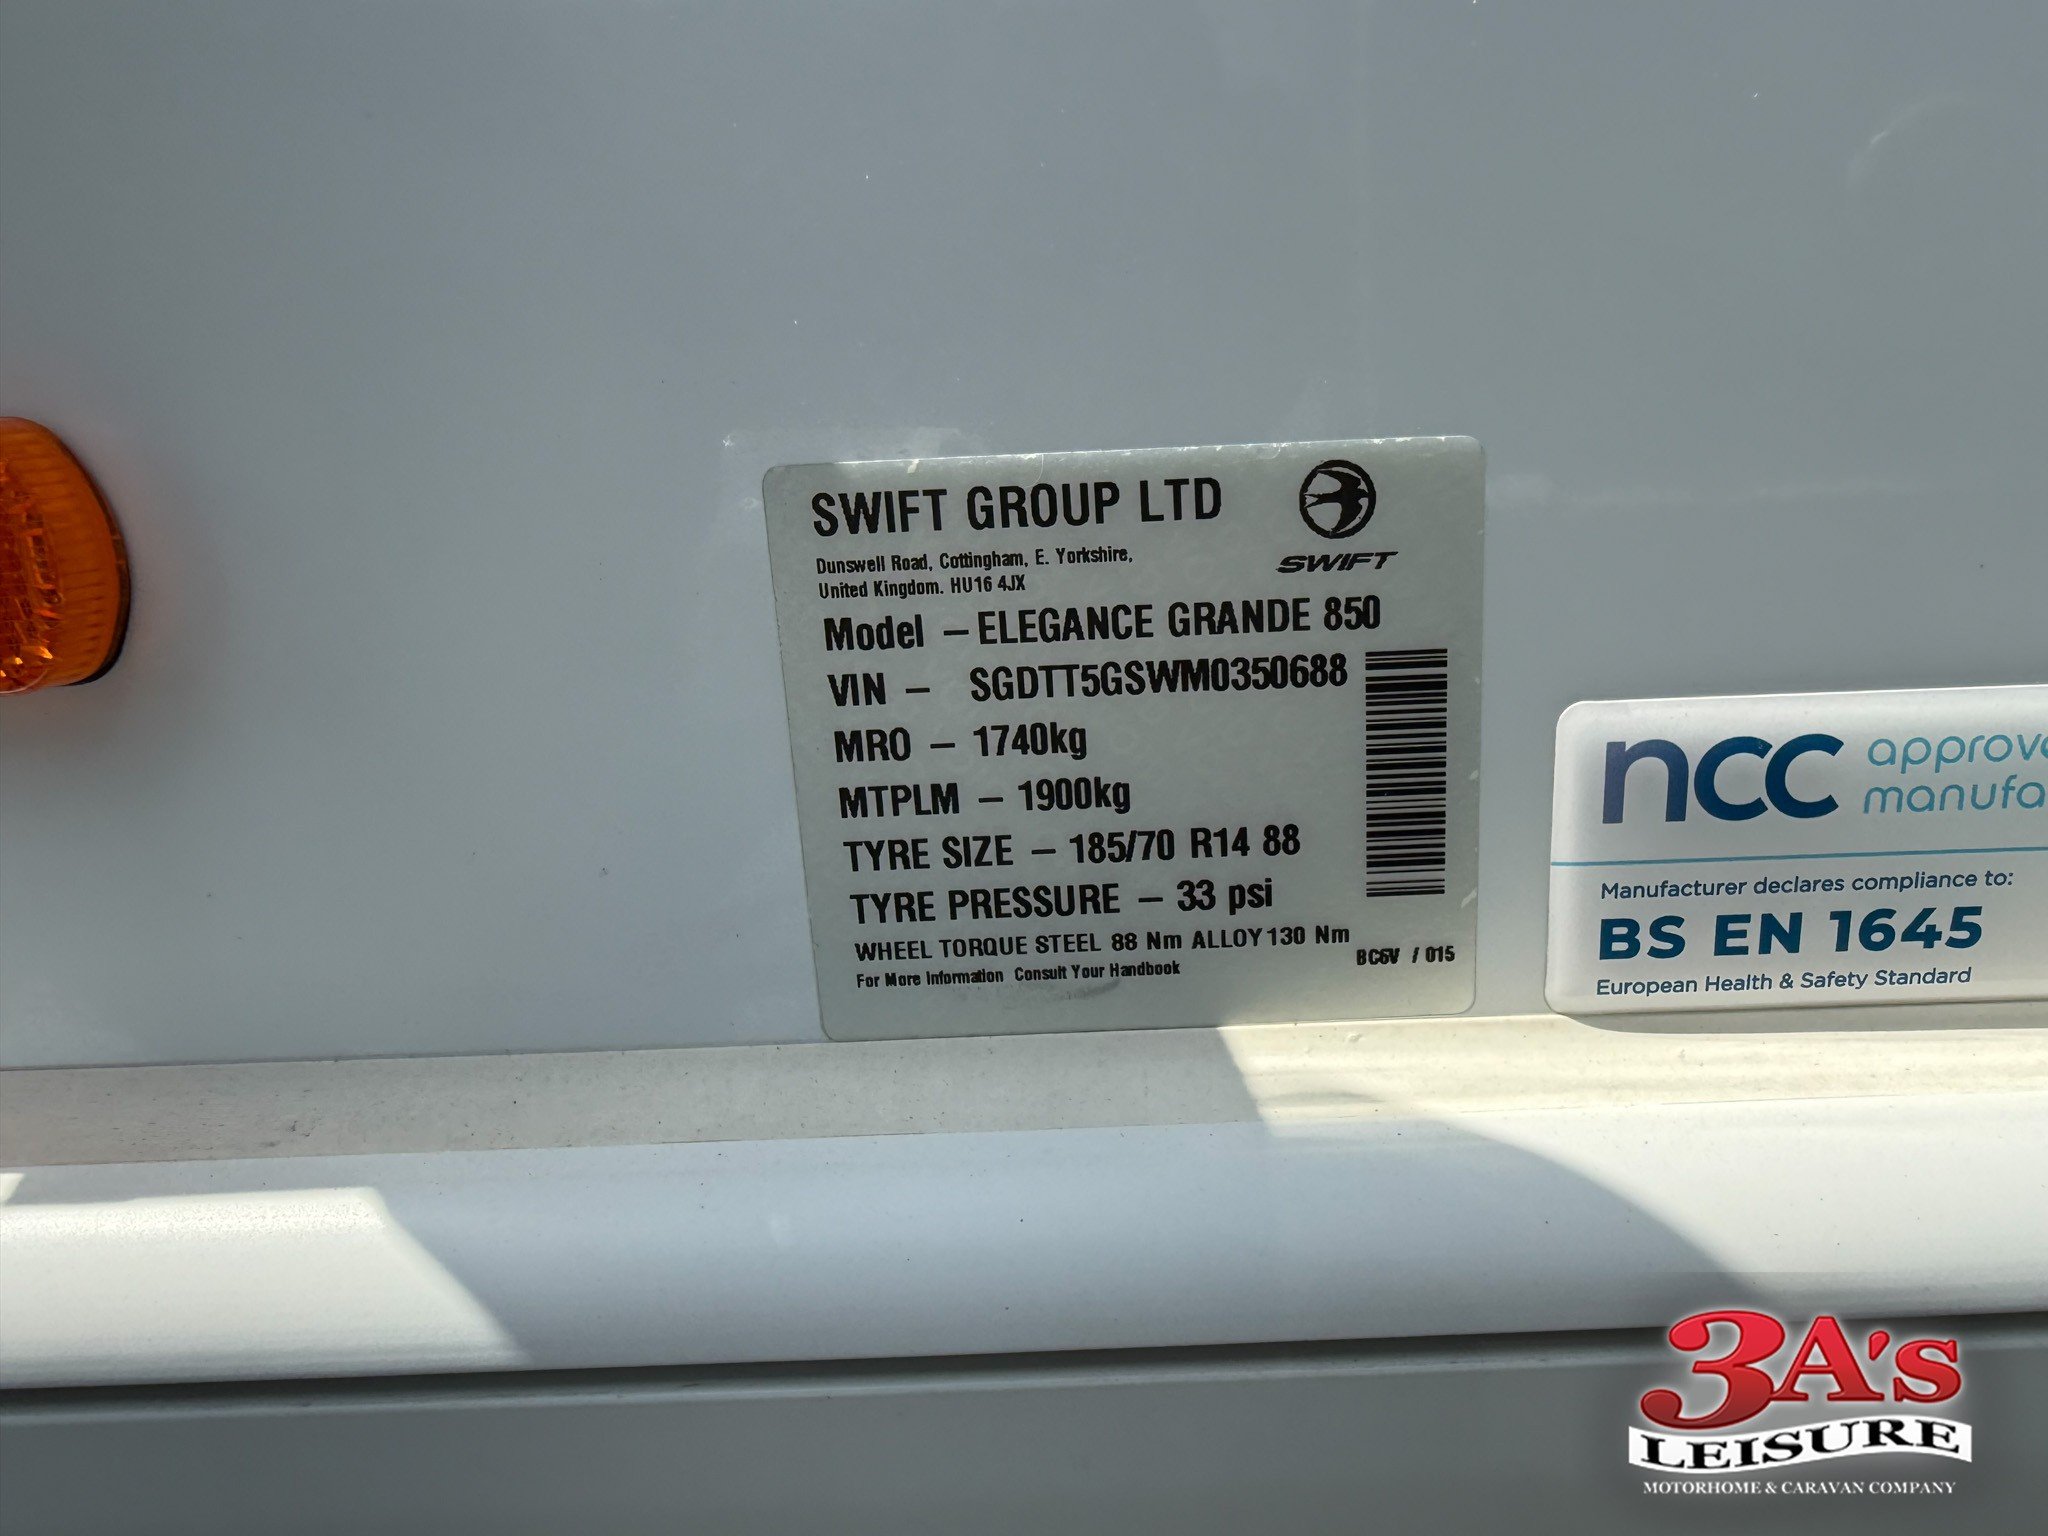 SWIFT GROUP LTD
SWIFT
Dunswell Road, Cottingham, E. Yorkshire,
United Kingdom. HU16 4JX
Model – ELEGANCE GRANDE 850
VIN – SGDTT5GSWM0350688
MRO – 1740kg
MTPLM – 1900kg
TYRE SIZE – 185/70 R14 88
TYRE PRESSURE – 33 psi
WHEEL TORQUE STEEL 88 Nm ALLOY 130 Nm
For More Information Consult Your Handbook
BC6V / 015
ncc
approv
manufa
Manufacturer declares compliance to:
BS EN 1645
European Health & Safety Standard
3A's
LEISURE
MOTORHOME & CARAVAN COMPANY